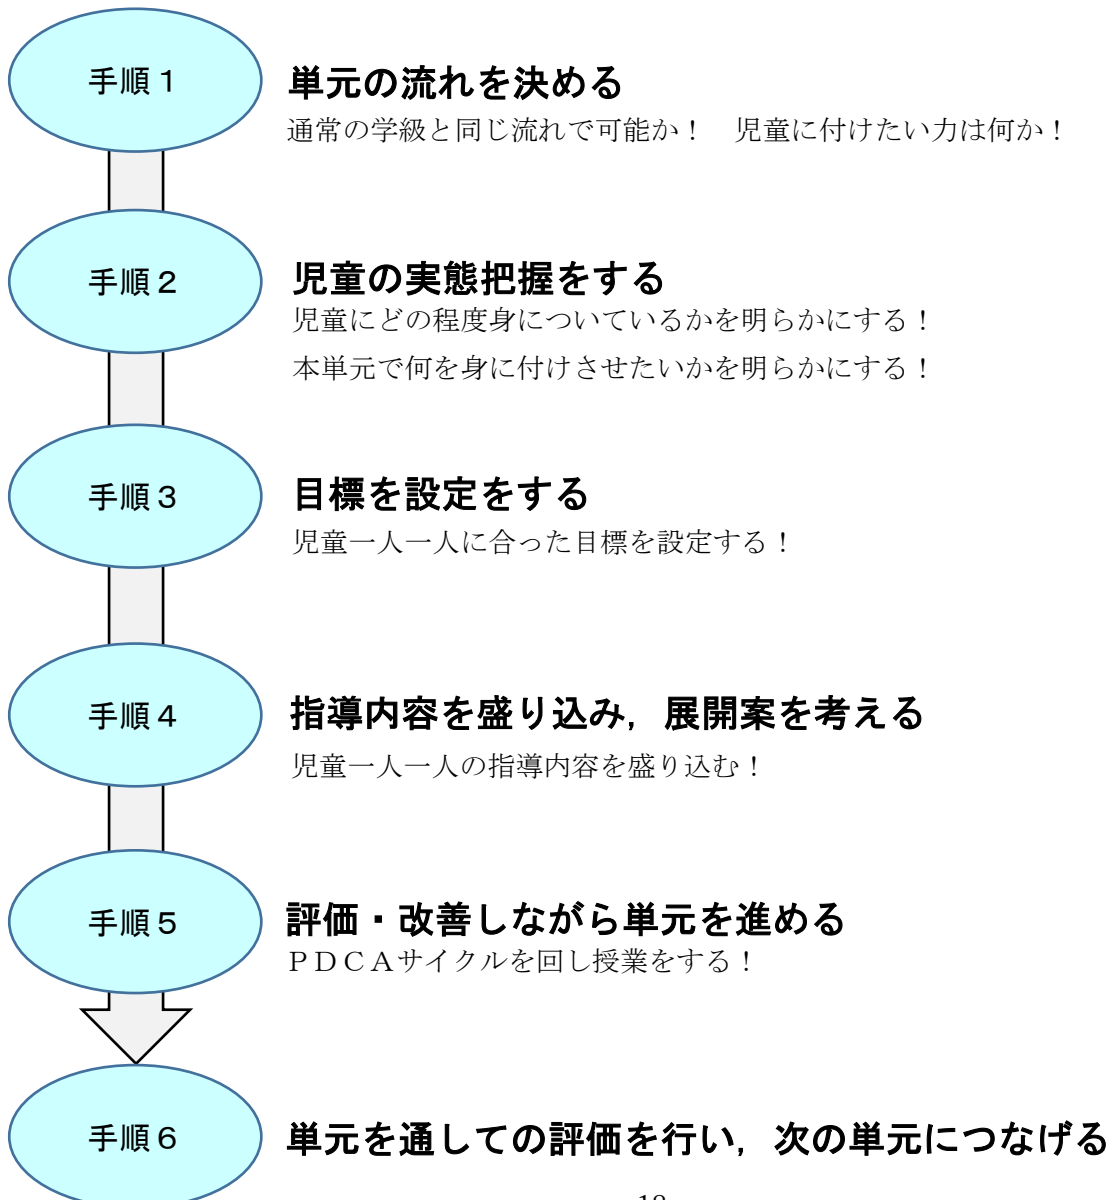 手順１
単元の流れを決める
通常の学級と同じ流れで可能か！　児童に付けたい力は何か！
手順２
児童の実態把握をする
児童にどの程度身についているかを明らかにする！
本単元で何を身に付けさせたいかを明らかにする！
手順３
目標を設定をする
児童一人一人に合った目標を設定する！
手順４
指導内容を盛り込み，展開案を考える
児童一人一人の指導内容を盛り込む！
手順５
評価・改善しながら単元を進める
ＰＤＣＡサイクルを回し授業をする！
手順６
単元を通しての評価を行い，次の単元につなげる